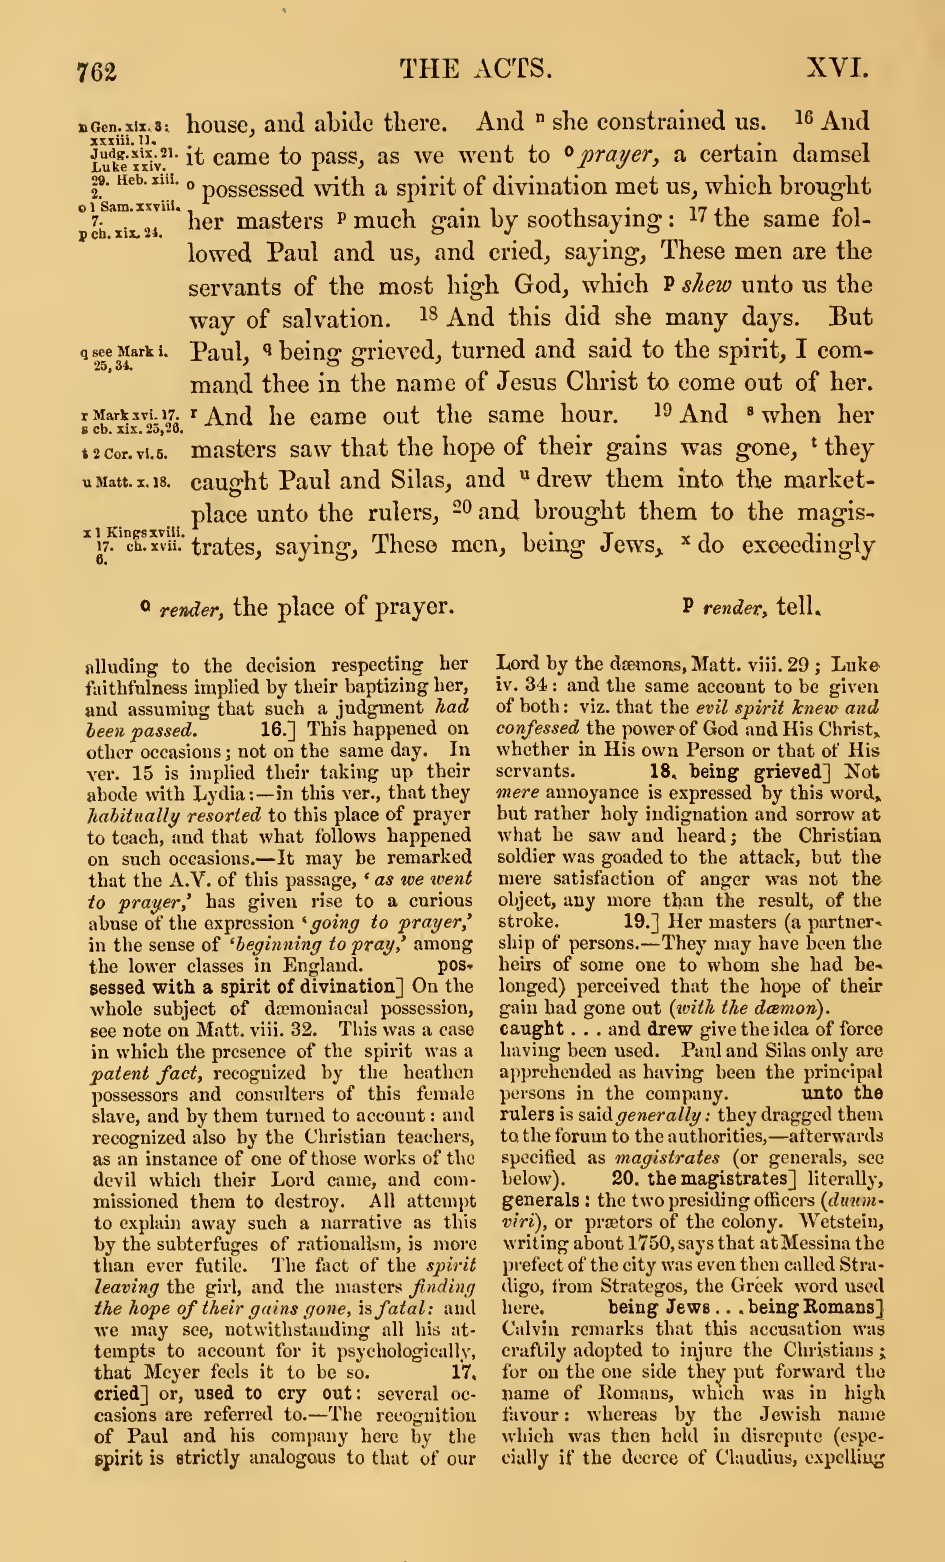 762
THE ACTS.
XVI.
n Gen. xix. 3:
xxxiii. 11.
Judg. xix. 21.
Luke xxiv.
29. Heb. xiii.
2.
o 1 Sam. xxviii.
7.
p ch. xix. 24.
q see Mark i.
25, 34.
r Mark xvi. 17.
s ch. xix. 25, 26.
t 2 Cor. vi. 5.
u Matt. x. 18.
x 1 Kings xviii.
17. ch. xvii.
6.
house, and abide there. And n she constrained us. 16 And
it came to pass, as we went to o prayer, a certain damsel
o possessed with a spirit of divination met us, which brought
her masters p much gain by soothsaying: 17 the same fol-
lowed Paul and us, and cried, saying, These men are the
servants of the most high God, which p shew unto us the
way of salvation. 18 And this did she many days. But
Paul, q being grieved, turned and said to the spirit, I com-
mand thee in the name of Jesus Christ to come out of her.
r And he came out the same hour. 19 And s when her
masters saw that the hope of their gains was gone, t they
caught Paul and Silas, and u drew them into the market-
place unto the rulers, 20 and brought them to the magis-
trates, saying, These men, being Jews, x do exceedingly
o render, the place of prayer.
p render, tell.
alluding to the decision respecting her
faithfulness implied by their baptizing her,
and assuming that such a judgment had
been passed. 16.] This happened on
other occasions; not on the same day. In
ver. 15 is implied their taking up their
abode with Lydia:—in this ver., that they
habitually resorted to this place of prayer
to teach, and that what follows happened
on such occasions.—It may be remarked
that the A.V. of this passage, ‘as we went
to prayer,’ has given rise to a curious
abuse of the expression ‘going to prayer,’
in the sense of ‘beginning to pray,’ among
the lower classes in England. pos-
sessed with a spirit of divination] On the
whole subject of dæmoniacal possession,
see note on Matt. viii. 32. This was a case
in which the presence of the spirit was a
patent fact, recognized by the heathen
possessors and consulters of this female
slave, and by them turned to account: and
recognized also by the Christian teachers,
as an instance of one of those works of the
devil which their Lord came, and com-
missioned them to destroy. All attempt
to explain away such a narrative as this
by the subterfuges of rationalism, is more
than ever futile. The fact of the spirit
leaving the girl, and the masters finding
the hope of their gains gone, is fatal: and
we may see, notwithstanding all his at-
tempts to account for it psychologically,
that Meyer feels it to be so. 17.
cried] or, used to cry out: several oc-
casions are referred to.—The recognition
of Paul and his company here by the
spirit is strictly analogous to that of our
Lord by the dæmons, Matt. viii. 29; Luke
iv. 34: and the same account to be given
of both: viz. that the evil spirit knew and
confessed the power of God and His Christ,
whether in His own Person or that of His
servants. 18. being grieved] Not
mere annoyance is expressed by this word,
but rather holy indignation and sorrow at
what he saw and heard; the Christian
soldier was goaded to the attack, but the
mere satisfaction of anger was not the
object, any more than the result, of the
stroke. 19.] Her masters (a partner-
ship of persons.—They may have been the
heirs of some one to whom she had be-
longed) perceived that the hope of their
gain had gone out (with the dæmon).
caught . . . and drew give the idea of force
having been used. Paul and Silas only are
apprehended as having been the principal
persons in the company. unto the
rulers is said generally: they dragged them
to the forum to the authorities,—afterwards
specified as magistrates (or generals, see
below). 20. the magistrates] literally,
generals: the two presiding officers (duum-
viri), or prætors of the colony. Wetstein,
writing about 1750, says that at Messina the
prefect of the city was even then called Stra-
digo, from Strategos, the Greek word used
here. being Jews . . . being Romans]
Calvin remarks that this accusation was
craftily adopted to injure the Christians;
for on the one side they put forward the
name of Romans, which was in high
favour: whereas by the Jewish name
which was then held in disrepute (espe-
cially if the decree of Claudius, expelling